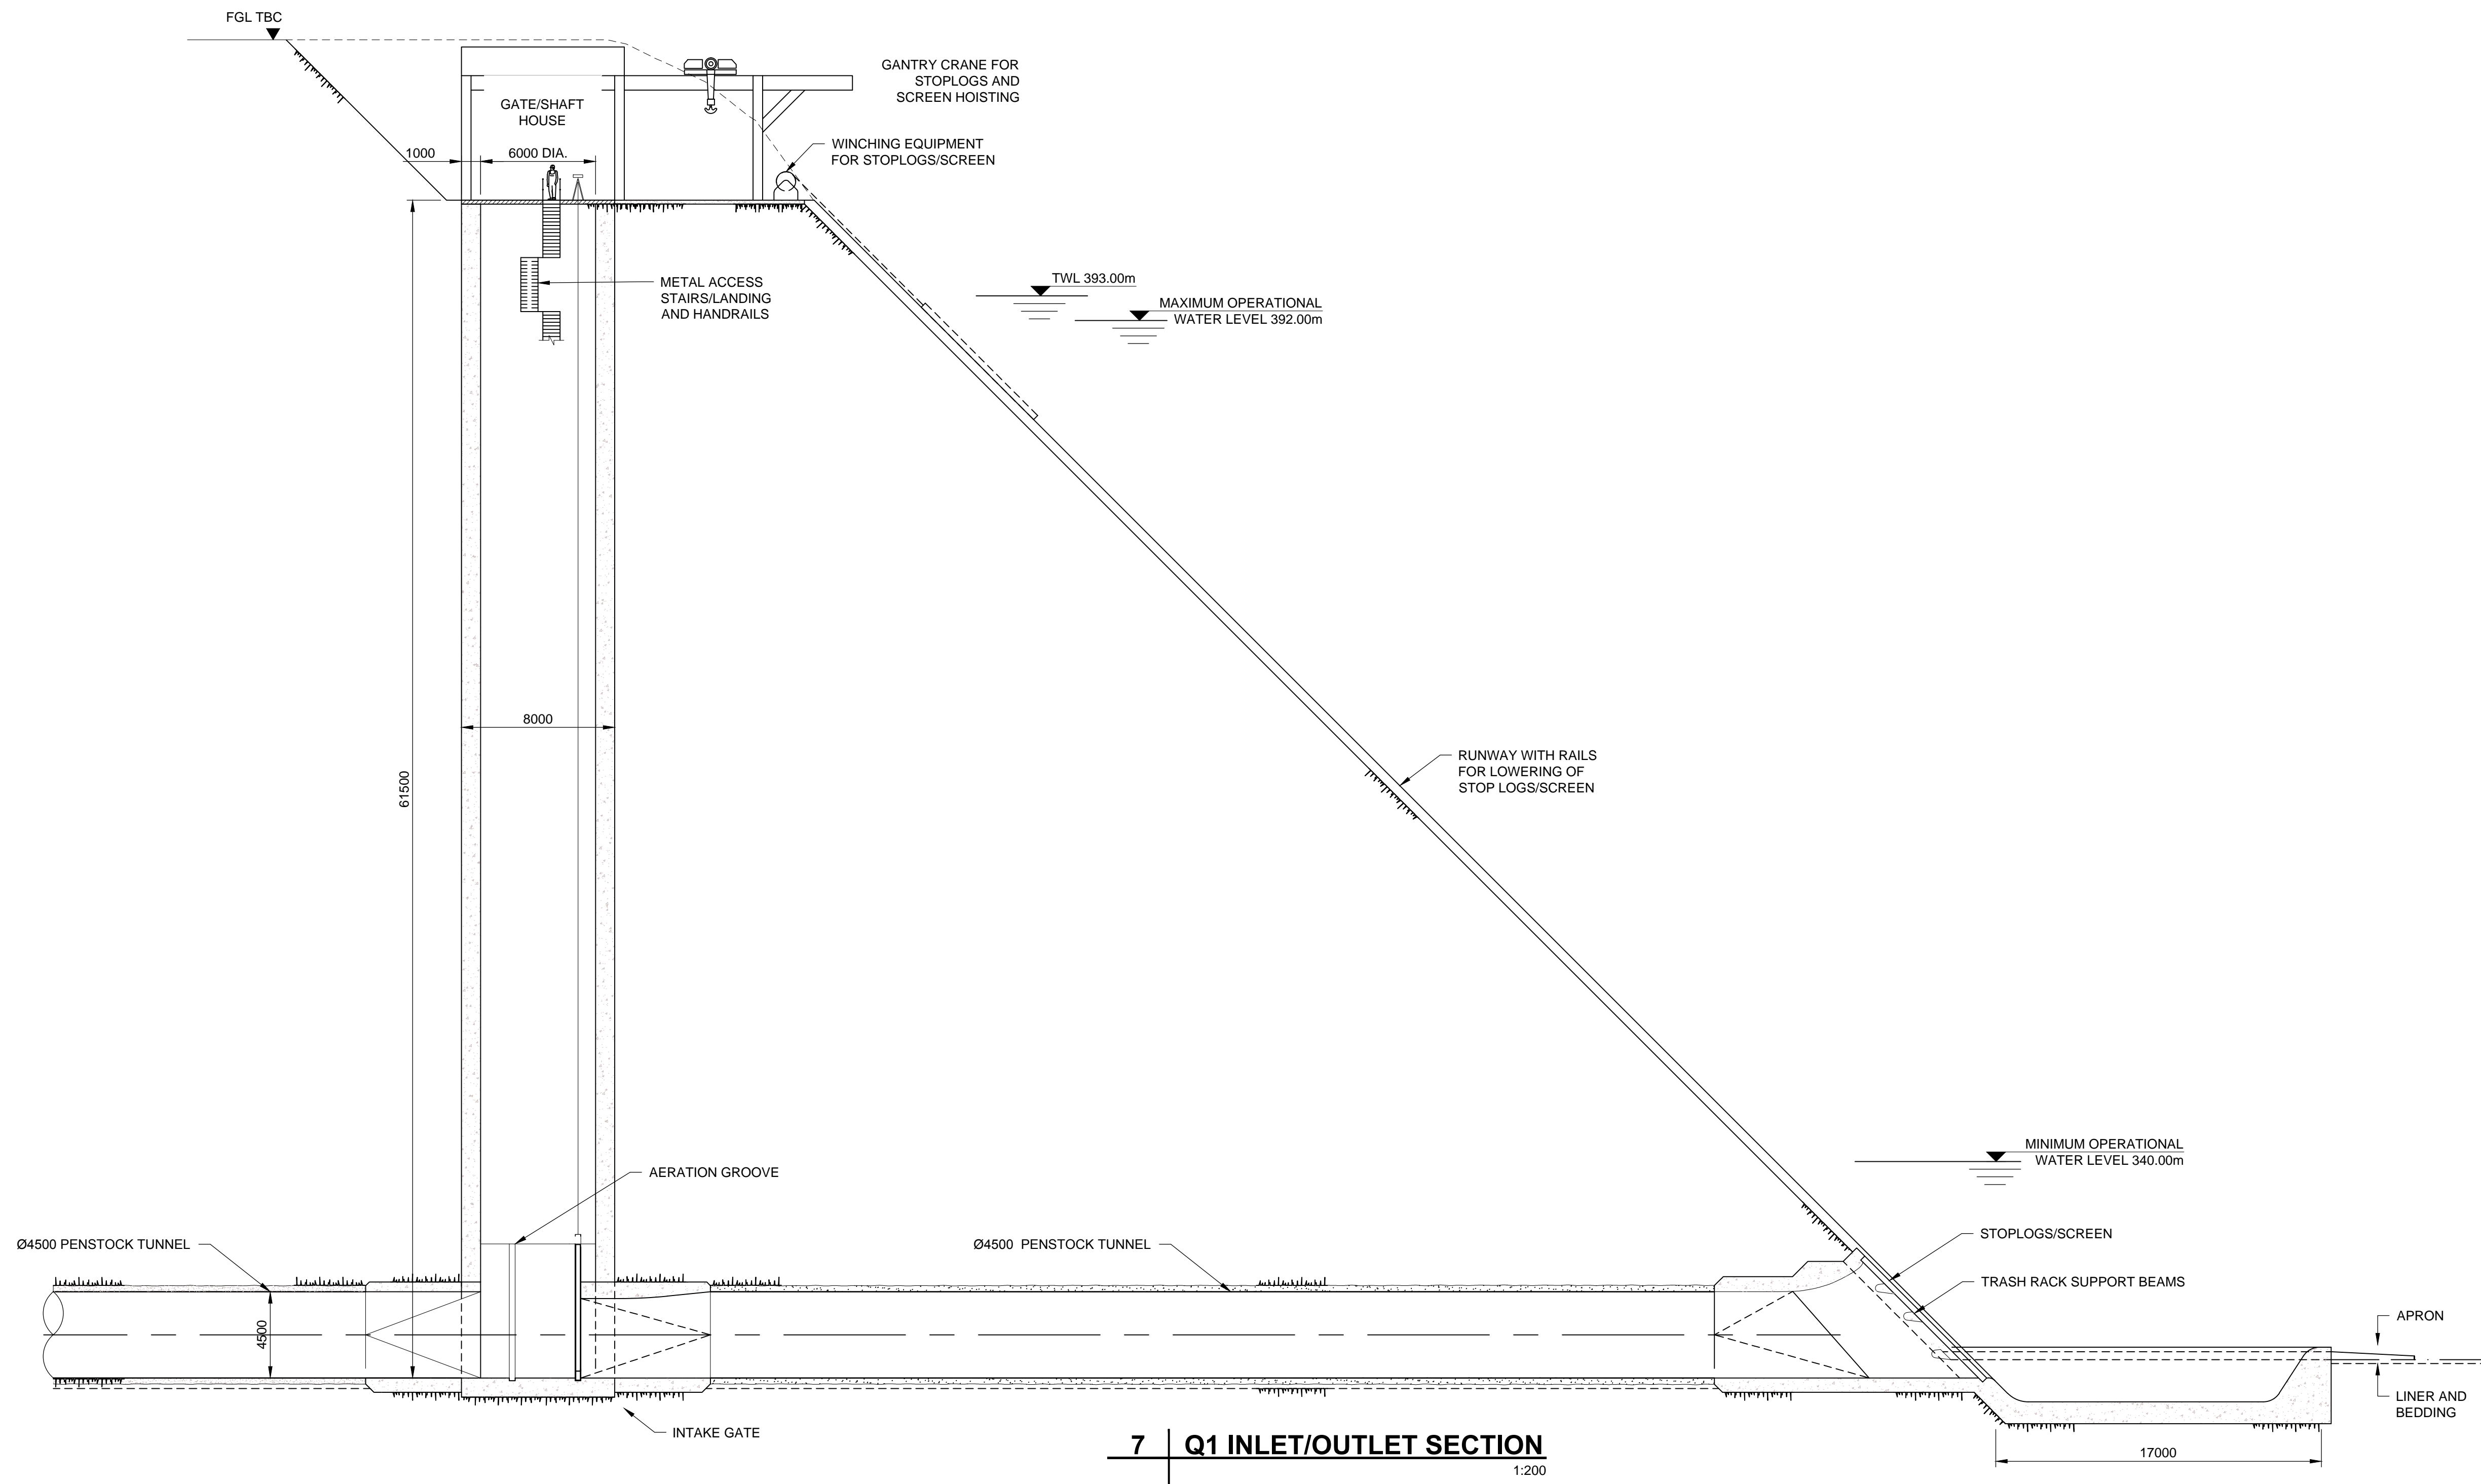 FGL TBC
GANTRY CRANE FOR
STOPLOGS AND
SCREEN HOISTING
GATE/SHAFT
HOUSE
WINCHING EQUIPMENT
FOR STOPLOGS/SCREEN
1000
6000 DIA.
METAL ACCESS
STAIRS/LANDING
AND HANDRAILS
TWL 393.00m
MAXIMUM OPERATIONAL
WATER LEVEL 392.00m
8000
61500
RUNWAY WITH RAILS
FOR LOWERING OF
STOP LOGS/SCREEN
MINIMUM OPERATIONAL
WATER LEVEL 340.00m
AERATION GROOVE
Ø4500 PENSTOCK TUNNEL
Ø4500 PENSTOCK TUNNEL
STOPLOGS/SCREEN
TRASH RACK SUPPORT BEAMS
4500
APRON
LINER AND
BEDDING
INTAKE GATE
17000
7 Q1 INLET/OUTLET SECTION
1:200